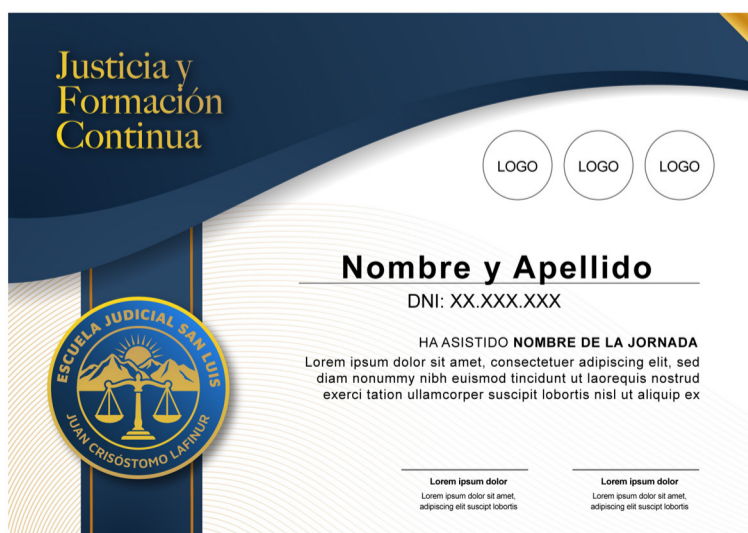 Justicia y
Formación
Continua
LOGO LOGO LOGO
Nombre y Apellido
DNI: XX.XXX.XXX
HA ASISTIDO NOMBRE DE LA JORNADA
Lorem ipsum dolor sit amet, consectetuer adipiscing elit, sed
diam nonummy nibh euismod tincidunt ut laorequis nostrud
exerci tation ullamcorper suscipit lobortis nisl ut aliquip ex
ESCUELA JUDICIAL SAN LUIS
JUAN CRISÓSTOMO LAFINUR
Lorem ipsum dolor
Lorem ipsum dolor sit amet,
adipiscing elit suscipt lobortis
Lorem ipsum dolor
Lorem ipsum dolor sit amet,
adipiscing elit suscipt lobortis